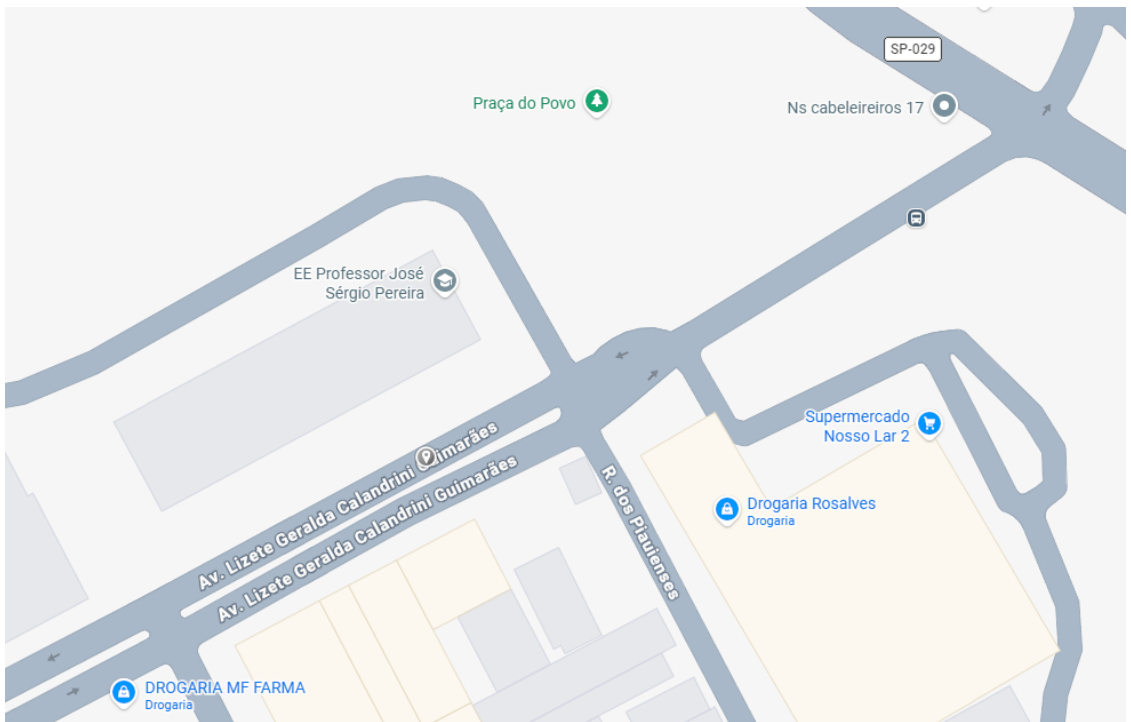 SP-029
Praça do Povo
Ns cabeleireiros 17
EE Professor José
Sérgio Pereira
Supermercado
Nosso Lar 2
Av. Lizete Geralda Calandrini Guimarães
Av. Lizete Geralda Calandrini Guimarães
R. dos Piauienses
Drogaria Rosalves
Drogaria
DROGARIA MF FARMA
Drogaria